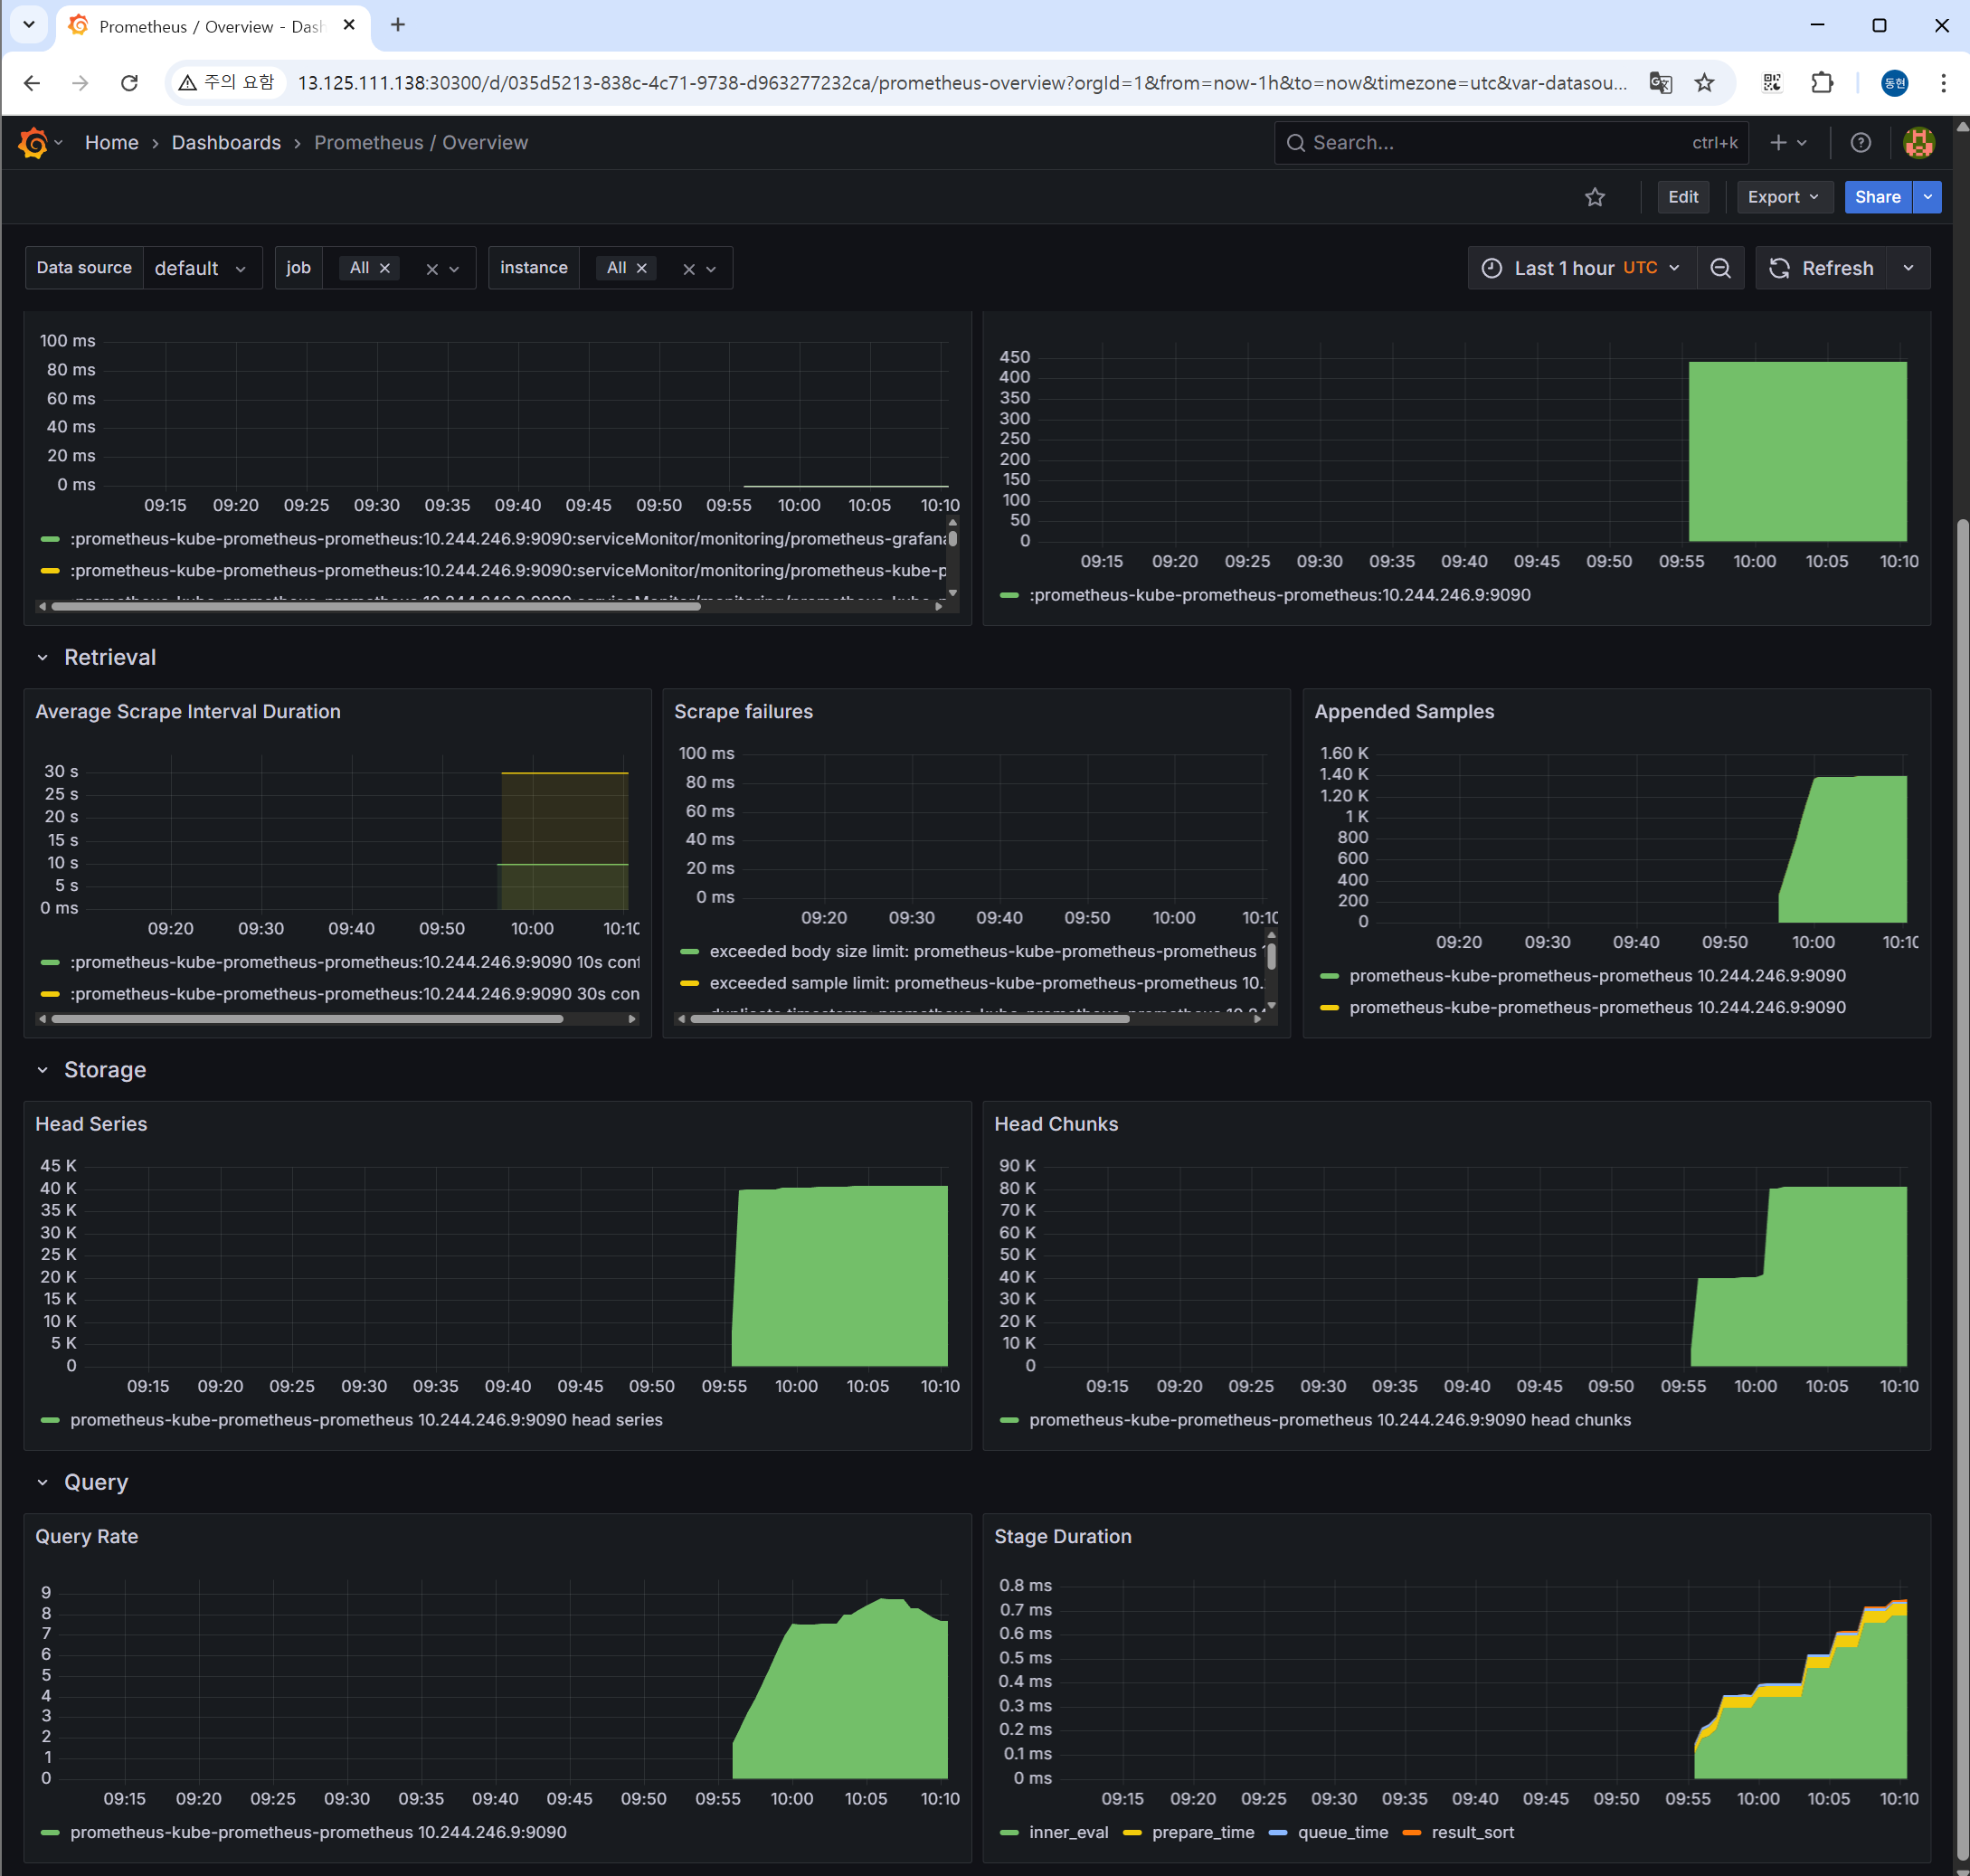 Prometheus / Overview - Das
주의 요함
13.125.111.138:30300/d/035d5213-838c-4c71-9738-d963277232ca/prometheus-overview?orgId=1&from=now-1h&to=now&timezone=utc&var-datasou...
동현
Home › Dashboards › Prometheus / Overview
Search...
ctrl+k
Edit
Export
Share
Data source default
job All
instance All
Last 1 hour UTC
Refresh
100 ms
80 ms
60 ms
40 ms
20 ms
0 ms
09:15 09:20 09:25 09:30 09:35 09:40 09:45 09:50 09:55 10:00 10:05 10:10
:prometheus-kube-prometheus-prometheus:10.244.246.9:9090:serviceMonitor/monitoring/prometheus-grafana
:prometheus-kube-prometheus-prometheus:10.244.246.9:9090:serviceMonitor/monitoring/prometheus-kube-p
450
400
350
300
250
200
150
100
50
0
09:15 09:20 09:25 09:30 09:35 09:40 09:45 09:50 09:55 10:00 10:05 10:10
:prometheus-kube-prometheus-prometheus:10.244.246.9:9090
Retrieval
Average Scrape Interval Duration
30 s
25 s
20 s
15 s
10 s
5 s
0 ms
09:20 09:30 09:40 09:50 10:00 10:10
:prometheus-kube-prometheus-prometheus:10.244.246.9:9090 10s conf
:prometheus-kube-prometheus-prometheus:10.244.246.9:9090 30s con
Scrape failures
100 ms
80 ms
60 ms
40 ms
20 ms
0 ms
09:20 09:30 09:40 09:50 10:00 10:10
exceeded body size limit: prometheus-kube-prometheus-prometheus 1
exceeded sample limit: prometheus-kube-prometheus-prometheus 10.
Appended Samples
1.60 K
1.40 K
1.20 K
1 K
800
600
400
200
0
09:20 09:30 09:40 09:50 10:00 10:10
prometheus-kube-prometheus-prometheus 10.244.246.9:9090
prometheus-kube-prometheus-prometheus 10.244.246.9:9090
Storage
Head Series
45 K
40 K
35 K
30 K
25 K
20 K
15 K
10 K
5 K
0
09:15 09:20 09:25 09:30 09:35 09:40 09:45 09:50 09:55 10:00 10:05 10:10
prometheus-kube-prometheus-prometheus 10.244.246.9:9090 head series
Head Chunks
90 K
80 K
70 K
60 K
50 K
40 K
30 K
20 K
10 K
0
09:15 09:20 09:25 09:30 09:35 09:40 09:45 09:50 09:55 10:00 10:05 10:10
prometheus-kube-prometheus-prometheus 10.244.246.9:9090 head chunks
Query
Query Rate
9
8
7
6
5
4
3
2
1
0
09:15 09:20 09:25 09:30 09:35 09:40 09:45 09:50 09:55 10:00 10:05 10:10
prometheus-kube-prometheus-prometheus 10.244.246.9:9090
Stage Duration
0.8 ms
0.7 ms
0.6 ms
0.5 ms
0.4 ms
0.3 ms
0.2 ms
0.1 ms
0 ms
09:15 09:20 09:25 09:30 09:35 09:40 09:45 09:50 09:55 10:00 10:05 10:10
inner_eval prepare_time queue_time result_sort